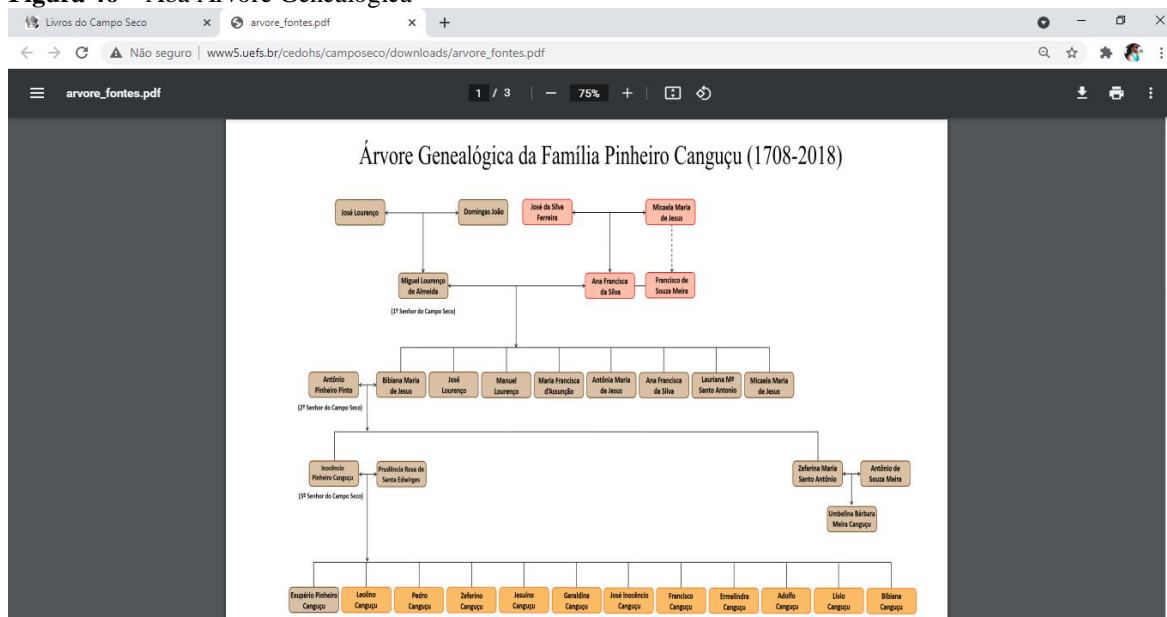 Figura 46 – Aba Árvore Genealógica
Livros do Campo Seco
arvore_fontes.pdf
Não seguro | www5.uefs.br/cedohs/camposeco/downloads/arvore_fontes.pdf
arvore_fontes.pdf
1 / 3
75%
Árvore Genealógica da Família Pinheiro Canguçu (1708-2018)
José Lourenço
Domingas João
José da Silva
Ferreira
Micaela Maria
de Jesus
Miguel Lourenço
de Almeida
(1º Senhor do Campo Seco)
Ana Francisca
da Silva
Francisco de
Souza Meira
Antônio
Pinheiro Pinto
(2º Senhor do Campo Seco)
Bibiana Maria
de Jesus
José
Lourenço
Manuel
Lourenço
Maria Francisca
d'Assunção
Antônia Maria
de Jesus
Ana Francisca
da Silva
Lauriana Mª
Santo Antonio
Micaela Maria
de Jesus
Inocêncio
Pinheiro Canguçu
(3º Senhor do Campo Seco)
Prudência Rosa de
Santa Edwirges
Zeferina Maria
Santo Antônio
Antônio de
Souza Meira
Umbelina Bárbara
Meira Canguçu
Exupério Pinheiro
Canguçu
Leolino
Canguçu
Pedro
Canguçu
Zeferino
Canguçu
Jesuíno
Canguçu
Geraldina
Canguçu
José Inocêncio
Canguçu
Francisco
Canguçu
Ermelindra
Canguçu
Adolfo
Canguçu
Lívio
Canguçu
Bibiana
Canguçu